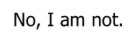 No, I am not.